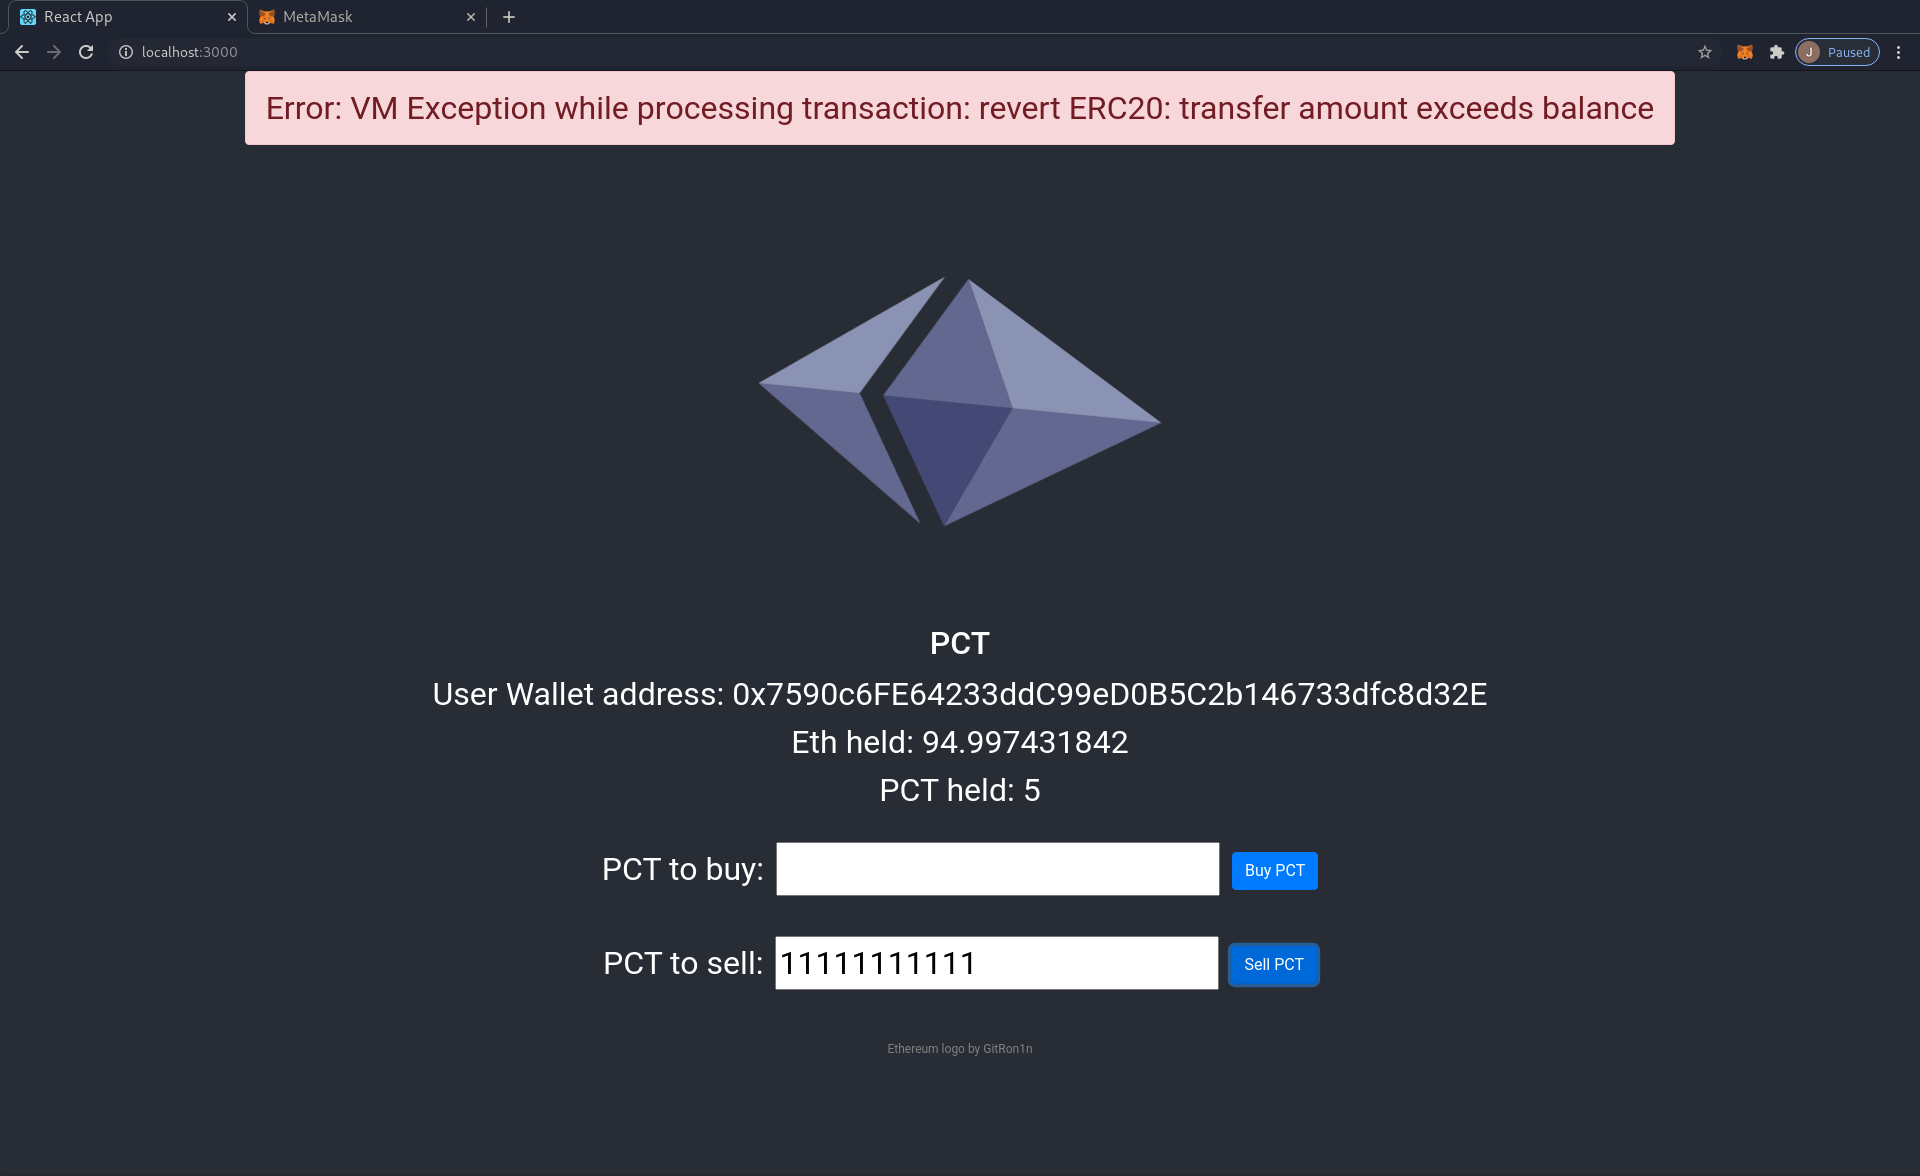 React App
MetaMask
localhost:3000
J Paused
Error: VM Exception while processing transaction: revert ERC20: transfer amount exceeds balance
PCT
User Wallet address: 0x7590c6FE64233ddC99eD0B5C2b146733dfc8d32E
Eth held: 94.997431842
PCT held: 5
PCT to buy: Buy PCT
PCT to sell: 11111111111 Sell PCT
Ethereum logo by GitRon1n